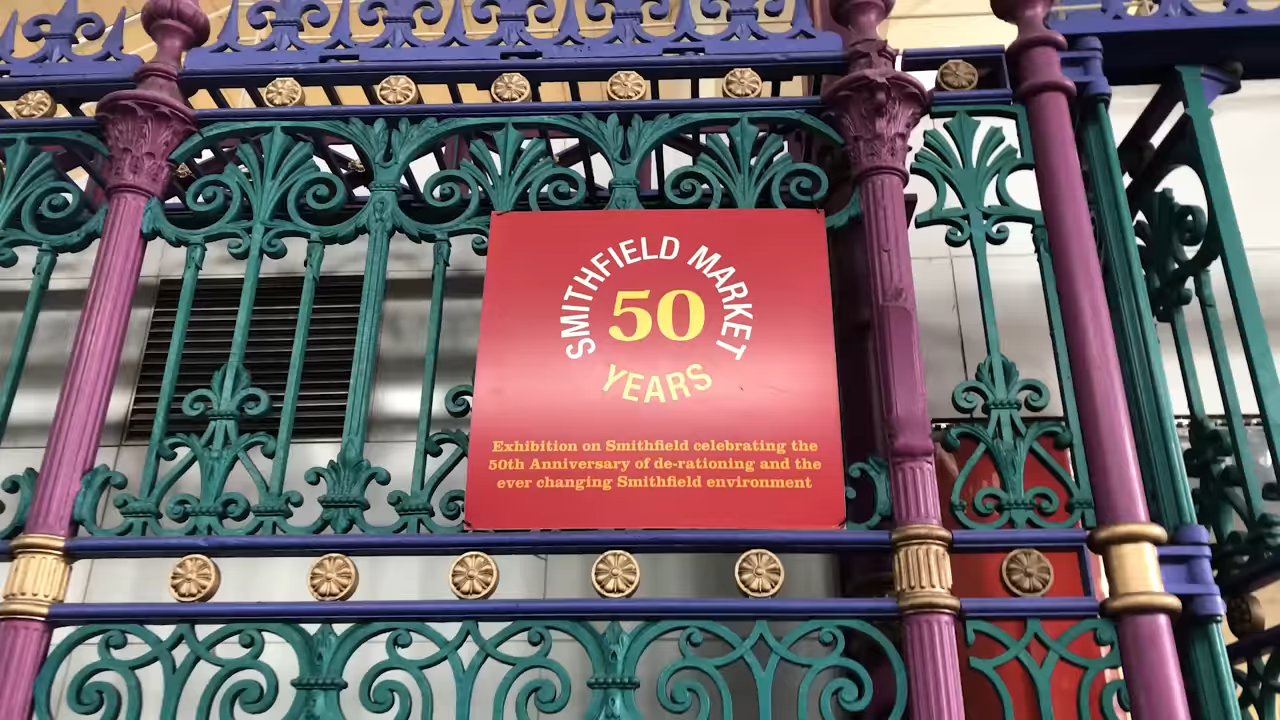 SMITHFIELD MARKET
50
YEARS
Exhibition on Smithfield celebrating the
50th Anniversary of de-rationing and the
ever changing Smithfield environment